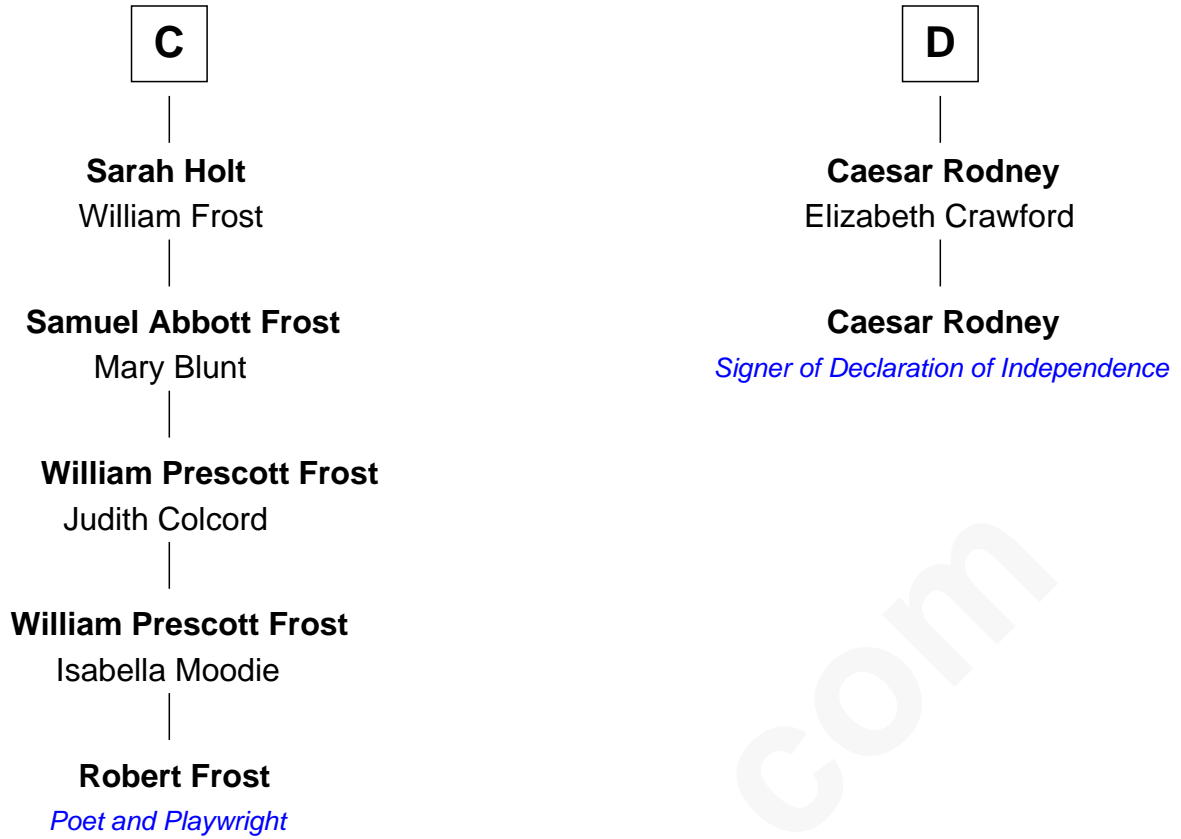 C
Sarah Holt
William Frost
Samuel Abbott Frost
Mary Blunt
William Prescott Frost
Judith Colcord
William Prescott Frost
Isabella Moodie
Robert Frost
Poet and Playwright
D
Caesar Rodney
Elizabeth Crawford
Caesar Rodney
Signer of Declaration of Independence
com